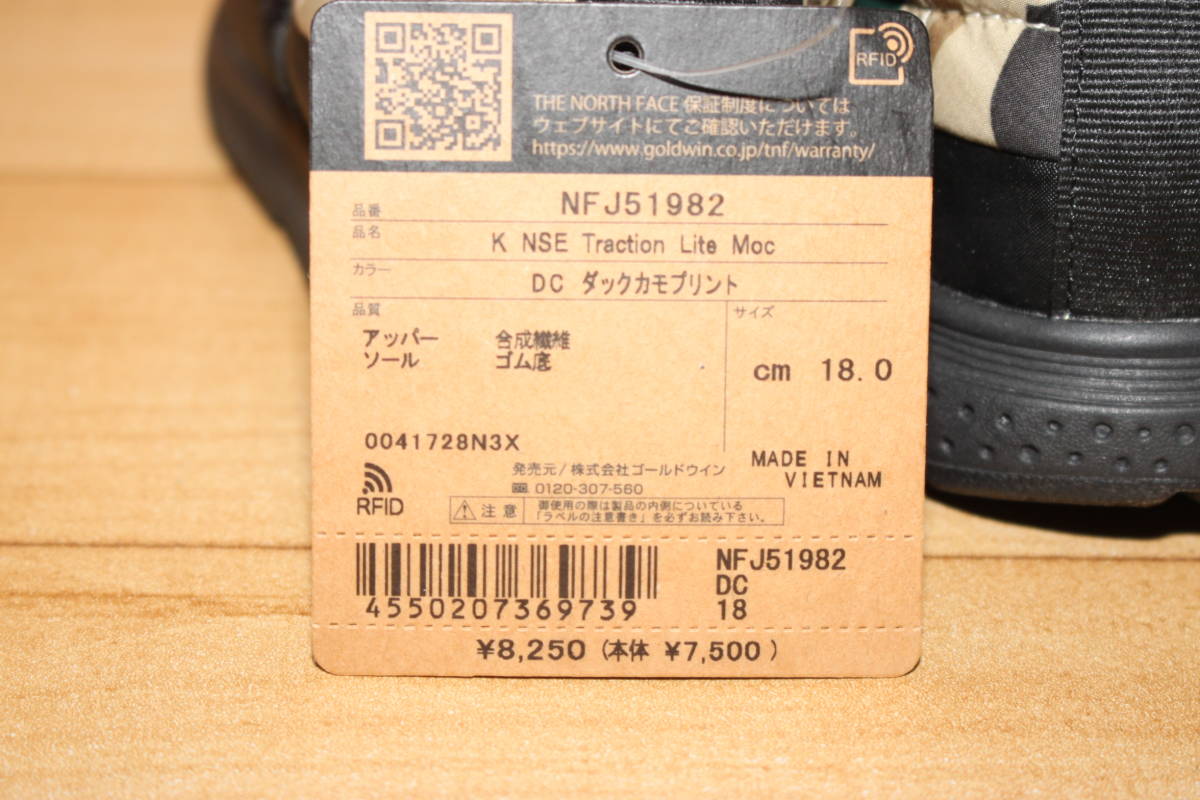 RFID
THE NORTH FACE 保証制度については
ウェブサイトにてご確認いただけます。
https://www.goldwin.co.jp/tnf/warranty/
品番 NFJ51982
品名 K NSE Traction Lite Moc
カラー DC ダックカモプリント
品質 サイズ
アッパー 合成繊維
ソール ゴム底
cm 18.0
0041728N3X
RFID
発売元/株式会社ゴールドウイン
0120-307-560
MADE IN
VIETNAM
注意 御使用の際は製品の内側についている
「ラベルの注意書き」を必ずお読み下さい。
4550207369739
NFJ51982
DC
18
¥8,250 (本体 ¥7,500)